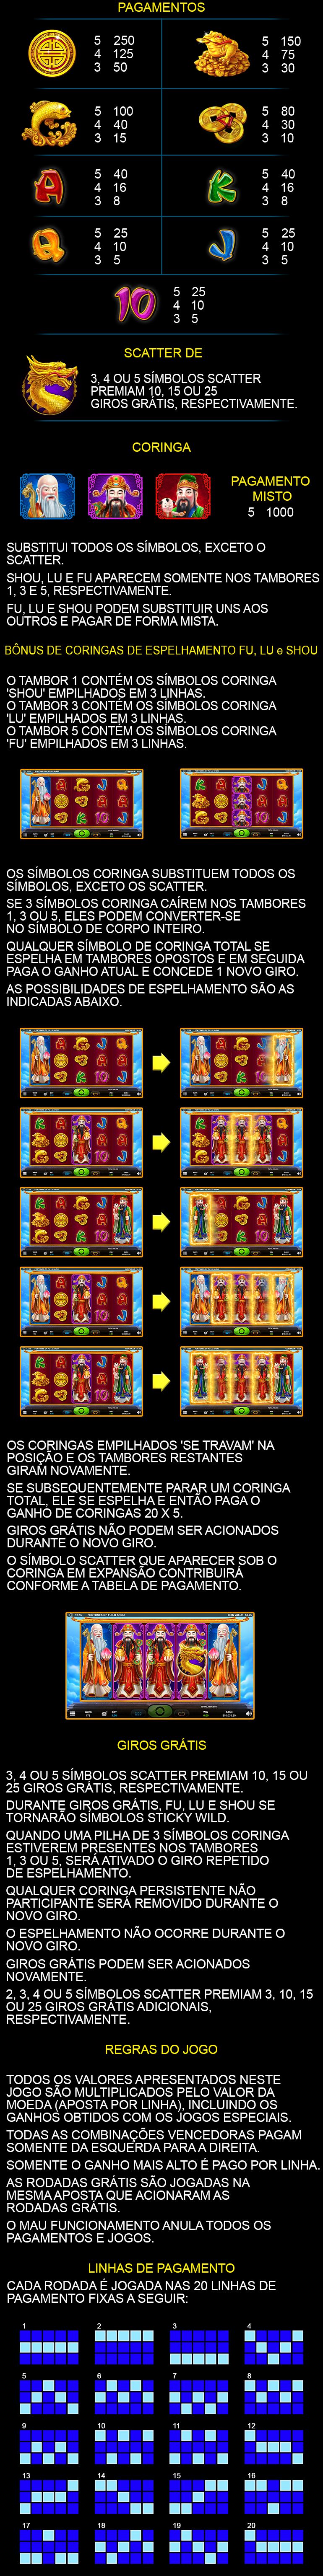 PAGAMENTOS
5 250
4 125
3 50
5 150
4 75
3 30
5 100
4 40
3 15
5 80
4 30
3 10
A
5 40
4 16
3 8
K
5 40
4 16
3 8
Q
5 25
4 10
3 5
J
5 25
4 10
3 5
10
5 25
4 10
3 5
SCATTER DE
3, 4 OU 5 SÍMBOLOS SCATTER
PREMIAM 10, 15 OU 25
GIROS GRÁTIS, RESPECTIVAMENTE.
CORINGA
PAGAMENTO
MISTO
5 1000
SUBSTITUI TODOS OS SÍMBOLOS, EXCETO O
SCATTER.
SHOU, LU E FU APARECEM SOMENTE NOS TAMBORES
1, 3 E 5, RESPECTIVAMENTE.
FU, LU E SHOU PODEM SUBSTITUIR UNS AOS
OUTROS E PAGAR DE FORMA MISTA.
BÔNUS DE CORINGAS DE ESPELHAMENTO FU, LU e SHOU
O TAMBOR 1 CONTÉM OS SÍMBOLOS CORINGA
'SHOU' EMPILHADOS EM 3 LINHAS.
O TAMBOR 3 CONTÉM OS SÍMBOLOS CORINGA
'LU' EMPILHADOS EM 3 LINHAS.
O TAMBOR 5 CONTÉM OS SÍMBOLOS CORINGA
'FU' EMPILHADOS EM 3 LINHAS.
OS SÍMBOLOS CORINGA SUBSTITUEM TODOS OS
SÍMBOLOS, EXCETO OS SCATTER.
SE 3 SÍMBOLOS CORINGA CAÍREM NOS TAMBORES
1, 3 OU 5, ELES PODEM CONVERTER-SE
NO SÍMBOLO DE CORPO INTEIRO.
QUALQUER SÍMBOLO DE CORINGA TOTAL SE
ESPELHA EM TAMBORES OPOSTOS E EM SEGUIDA
PAGA O GANHO ATUAL E CONCEDE 1 NOVO GIRO.
AS POSSIBILIDADES DE ESPELHAMENTO SÃO AS
INDICADAS ABAIXO.
OS CORINGAS EMPILHADOS 'SE TRAVAM' NA
POSIÇÃO E OS TAMBORES RESTANTES
GIRAM NOVAMENTE.
SE SUBSEQUENTEMENTE PARAR UM CORINGA
TOTAL, ELE SE ESPELHA E ENTÃO PAGA O
GANHO DE CORINGAS 20 X 5.
GIROS GRÁTIS NÃO PODEM SER ACIONADOS
DURANTE O NOVO GIRO.
O SÍMBOLO SCATTER QUE APARECER SOB O
CORINGA EM EXPANSÃO CONTRIBUIRÁ
CONFORME A TABELA DE PAGAMENTO.
GIROS GRÁTIS
3, 4 OU 5 SÍMBOLOS SCATTER PREMIAM 10, 15 OU
25 GIROS GRÁTIS, RESPECTIVAMENTE.
DURANTE GIROS GRÁTIS, FU, LU E SHOU SE
TORNARÃO SÍMBOLOS STICKY WILD.
QUANDO UMA PILHA DE 3 SÍMBOLOS CORINGA
ESTIVEREM PRESENTES NOS TAMBORES
1, 3 OU 5, SERÁ ATIVADO O GIRO REPETIDO
DE ESPELHAMENTO.
QUALQUER CORINGA PERSISTENTE NÃO
PARTICIPANTE SERÁ REMOVIDO DURANTE O
NOVO GIRO.
O ESPELHAMENTO NÃO OCORRE DURANTE O
NOVO GIRO.
GIROS GRÁTIS PODEM SER ACIONADOS
NOVAMENTE.
2, 3, 4 OU 5 SÍMBOLOS SCATTER PREMIAM 3, 10, 15
OU 25 GIROS GRÁTIS ADICIONAIS,
RESPECTIVAMENTE.
REGRAS DO JOGO
TODOS OS VALORES APRESENTADOS NESTE
JOGO SÃO MULTIPLICADOS PELO VALOR DA
MOEDA (APOSTA POR LINHA), INCLUINDO OS
GANHOS OBTIDOS COM OS JOGOS ESPECIAIS.
TODAS AS COMBINAÇÕES VENCEDORAS PAGAM
SOMENTE DA ESQUERDA PARA A DIREITA.
SOMENTE O GANHO MAIS ALTO É PAGO POR LINHA.
AS RODADAS GRÁTIS SÃO JOGADAS NA
MESMA APOSTA QUE ACIONARAM AS
RODADAS GRÁTIS.
O MAU FUNCIONAMENTO ANULA TODOS OS
PAGAMENTOS E JOGOS.
LINHAS DE PAGAMENTO
CADA RODADA É JOGADA NAS 20 LINHAS DE
PAGAMENTO FIXAS A SEGUIR:
1 2 3 4
5 6 7 8
9 10 11 12
13 14 15 16
17 18 19 20